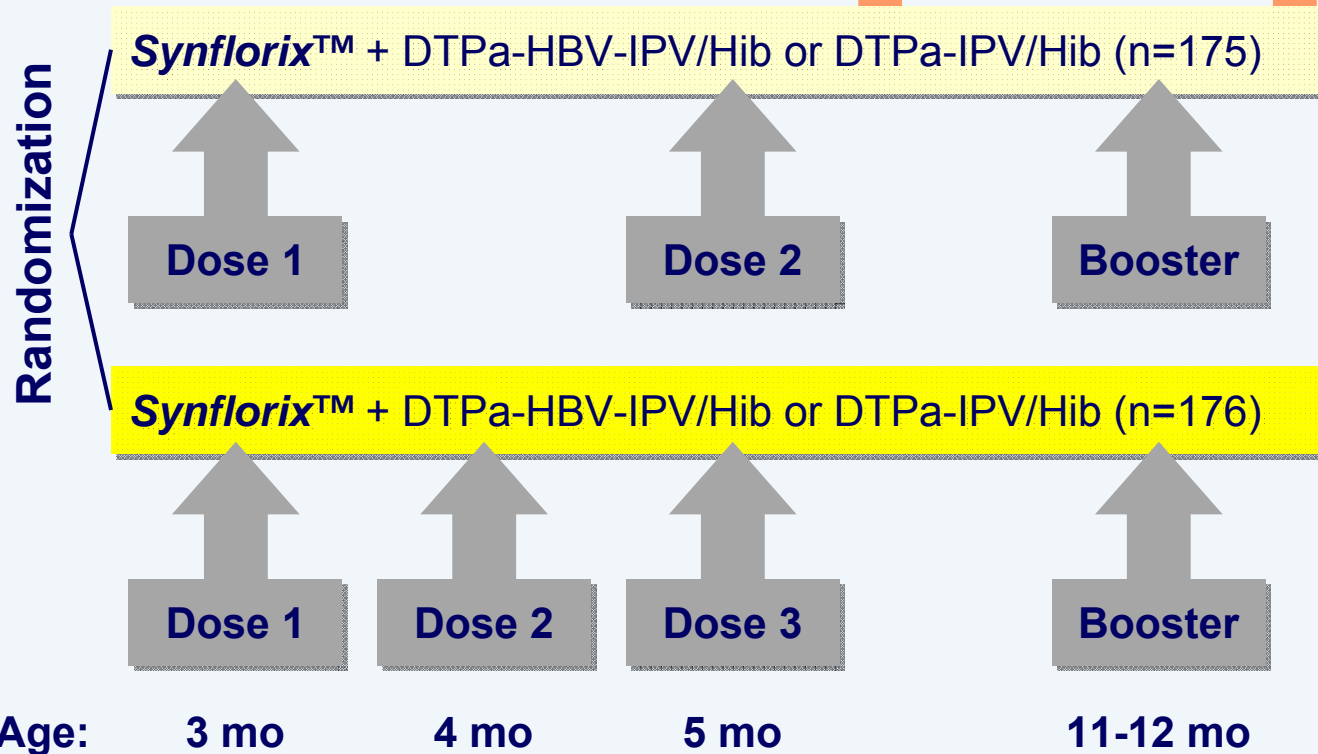 Randomization
Synflorix™ + DTPa-HBV-IPV/Hib or DTPa-IPV/Hib (n=175)
Dose 1 Dose 2 Booster
Synflorix™ + DTPa-HBV-IPV/Hib or DTPa-IPV/Hib (n=176)
Dose 1 Dose 2 Dose 3 Booster
Age: 3 mo 4 mo 5 mo 11-12 mo